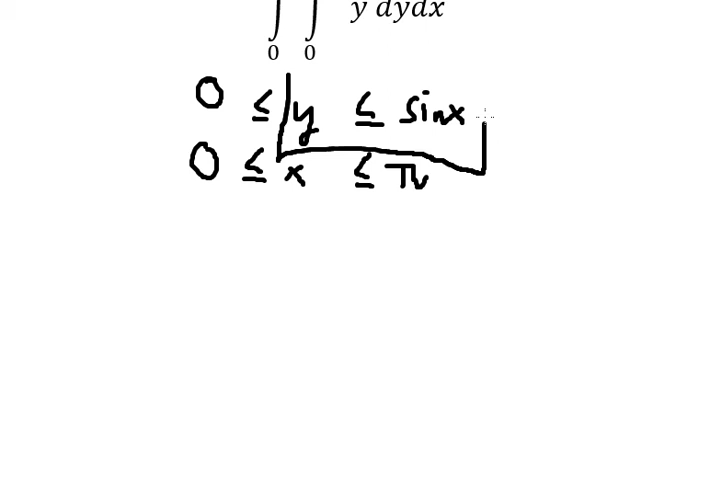 ∫ ∫ y dydx
0 0
0 ≤ y ≤ sinx
0 ≤ x ≤ π